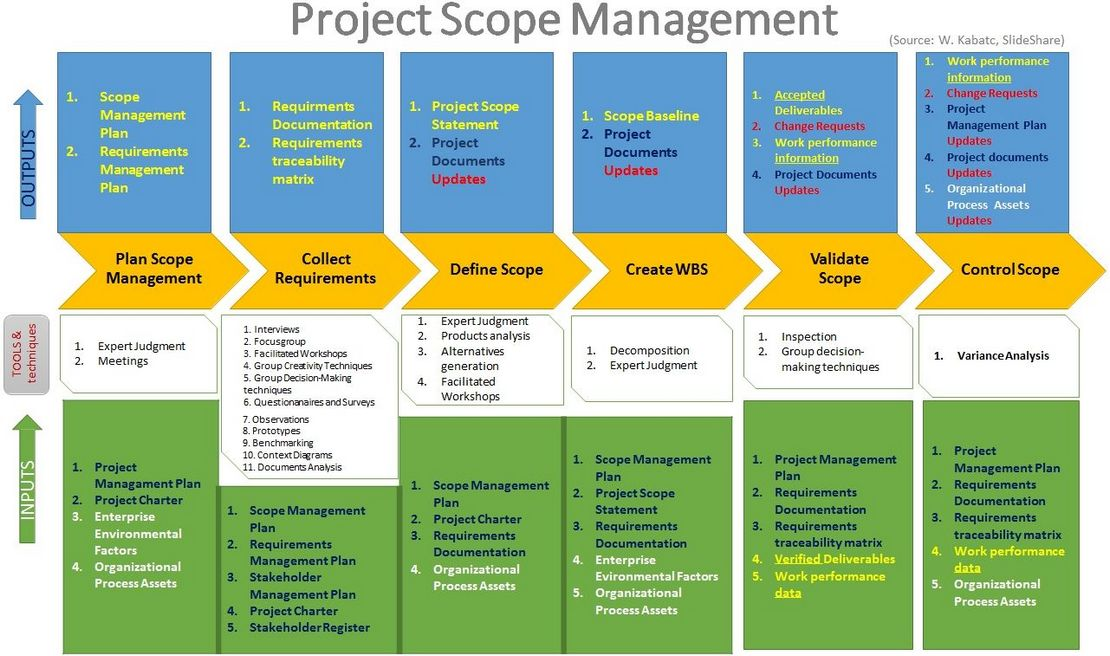 Project Scope Management
(Source: W. Kabatc, SlideShare)
OUTPUTS
1. Scope
Management
Plan
2. Requirements
Management
Plan
1. Requirments
Documentation
2. Requirements
traceability
matrix
1. Project Scope
Statement
2. Project
Documents
Updates
1. Scope Baseline
2. Project
Documents
Updates
1. Accepted
Deliverables
2. Change Requests
3. Work performance
information
4. Project Documents
Updates
1. Work performance
information
2. Change Requests
3. Project
Management Plan
Updates
4. Project documents
Updates
5. Organizational
Process Assets
Updates
Plan Scope
Management
Collect
Requirements
Define Scope
Create WBS
Validate
Scope
Control Scope
TOOLS &
techniques
1. Expert Judgment
2. Meetings
1. Interviews
2. Focusgroup
3. Facilitated Workshops
4. Group Creativity Techniques
5. Group Decision-Making
techniques
6. Questionanaires and Surveys
7. Observations
8. Prototypes
9. Benchmarking
10. Context Diagrams
11. Documents Analysis
1. Expert Judgment
2. Products analysis
3. Alternatives
generation
4. Facilitated
Workshops
1. Decomposition
2. Expert Judgment
1. Inspection
2. Group decision-
making techniques
1. Variance Analysis
INPUTS
1. Project
Managament Plan
2. Project Charter
3. Enterprise
Environmental
Factors
4. Organizational
Process Assets
1. Scope Management
Plan
2. Requirements
Management Plan
3. Stakeholder
Management Plan
4. Project Charter
5. Stakeholder Register
1. Scope Management
Plan
2. Project Charter
3. Requirements
Documentation
4. Organizational
Process Assets
1. Scope Management
Plan
2. Project Scope
Statement
3. Requirements
Documentation
4. Enterprise
Evironmental Factors
5. Organizational
Process Assets
1. Project Management
Plan
2. Requirements
Documentation
3. Requirements
traceability matrix
4. Verified Deliverables
5. Work performance
data
1. Project
Management Plan
2. Requirements
Documentation
3. Requirements
traceability matrix
4. Work performance
data
5. Organizational
Process Assets